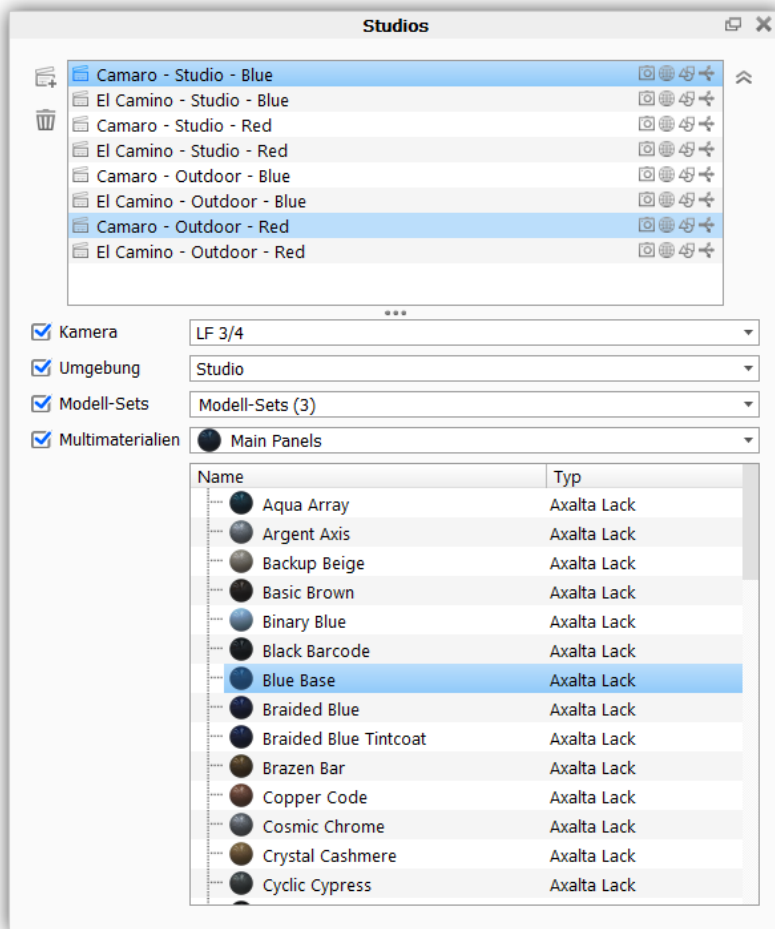 Studios
Camaro - Studio - Blue
El Camino - Studio - Blue
Camaro - Studio - Red
El Camino - Studio - Red
Camaro - Outdoor - Blue
El Camino - Outdoor - Blue
Camaro - Outdoor - Red
El Camino - Outdoor - Red
Kamera LF 3/4
Umgebung Studio
Modell-Sets Modell-Sets (3)
Multimaterialien Main Panels
Name Typ
Aqua Array Axalta Lack
Argent Axis Axalta Lack
Backup Beige Axalta Lack
Basic Brown Axalta Lack
Binary Blue Axalta Lack
Black Barcode Axalta Lack
Blue Base Axalta Lack
Braided Blue Axalta Lack
Braided Blue Tintcoat Axalta Lack
Brazen Bar Axalta Lack
Copper Code Axalta Lack
Cosmic Chrome Axalta Lack
Crystal Cashmere Axalta Lack
Cyclic Cypress Axalta Lack